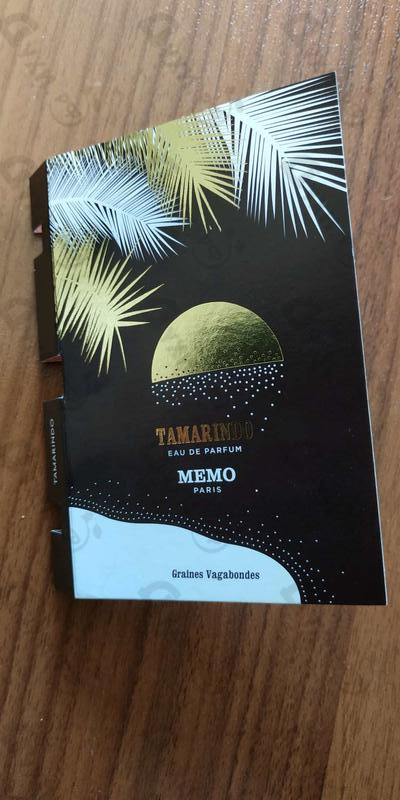 TAMARINDO
EAU DE PARFUM
MEMO
PARIS
Graines Vagabondes
TAMARINDO